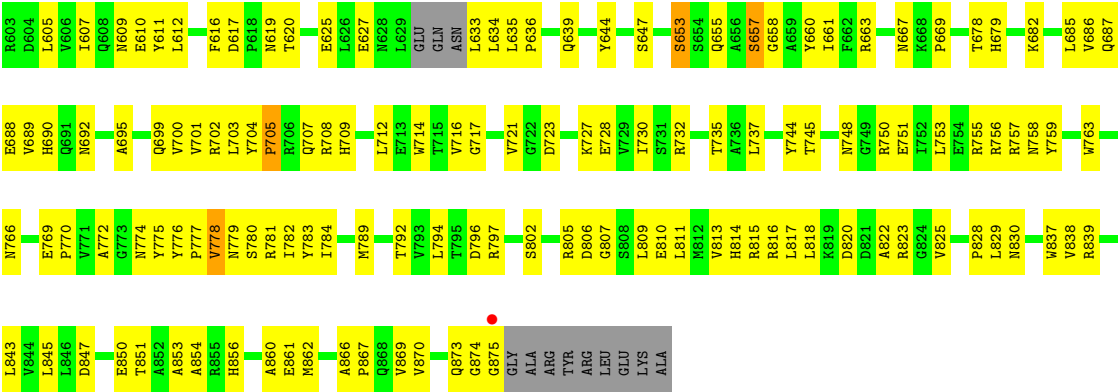 R603 D604 L605 V606 I607 Q608 N609 E610 Y611 L612 F616 D617 P618 N619 T620 E625 L626 E627 N628 L629 GLU GLN ASN L633 L634 L635 P636 Q639 Y644 S647 S653 S654 Q655 A656 S657 G658 A659 Y660 I661 F662 R663 N667 K668 P669 T678 H679 K682 L685 V686 Q687
E688 V689 H690 Q691 N692 A695 Q699 V700 V701 R702 L703 Y704 P705 R706 Q707 R708 H709 L712 E713 W714 T715 V716 G717 V721 G722 D723 K727 E728 V729 I730 S731 R732 T735 A736 L737 Y744 T745 N748 G749 R750 E751 I752 L753 E754 R755 R756 R757 N758 Y759 W763
N766 E769 P770 V771 A772 G773 N774 Y775 Y776 P777 V778 N779 S780 R781 I782 Y783 I784 M789 T792 V793 L794 T795 D796 R797 S802 R805 D806 G807 S808 L809 E810 L811 M812 V813 H814 R815 R816 L817 L818 K819 D820 D821 A822 R823 G824 V825 P828 L829 N830 W837 V838 R839
L843 V844 L845 L846 D847 E850 T851 A852 A853 A854 R855 H856 A860 E861 M862 A866 P867 Q868 V869 V870 Q873 G874 G875 GLY ALA ARG TYR ARG LEU GLU LYS ALA